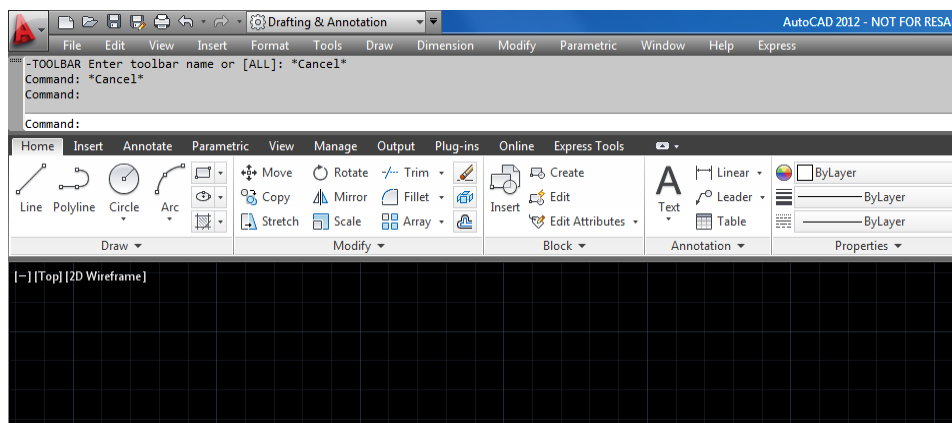 Drafting & Annotation AutoCAD 2012 - NOT FOR RESA
File Edit View Insert Format Tools Draw Dimension Modify Parametric Window Help Express
-TOOLBAR Enter toolbar name or [ALL]: *Cancel*
Command: *Cancel*
Command:
Command:
Home Insert Annotate Parametric View Manage Output Plug-ins Online Express Tools
Line Polyline Circle Arc
Move Rotate Trim
Copy Mirror Fillet
Stretch Scale Array
Insert
Create
Edit
Edit Attributes
Text
Linear
Leader
Table
ByLayer
ByLayer
ByLayer
Draw Modify Block Annotation Properties
[−] [Top] [2D Wireframe]